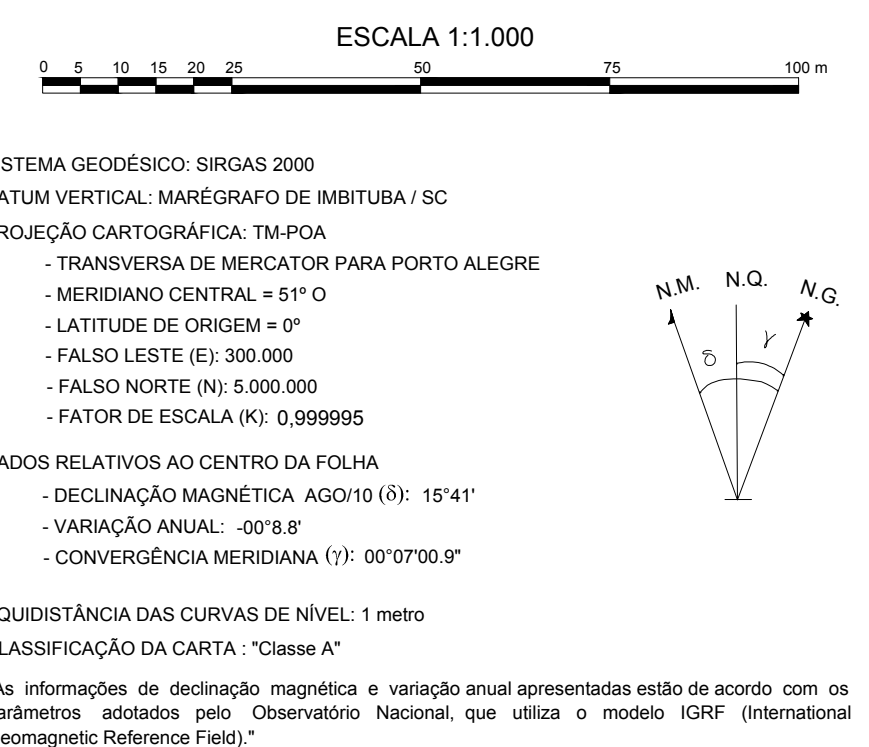 ESCALA 1:1.000
0 5 10 15 20 25 50 75 100 m
ISTEMA GEODÉSICO: SIRGAS 2000
ATUM VERTICAL: MARÉGRAFO DE IMBITUBA / SC
ROJEÇÃO CARTOGRÁFICA: TM-POA
- TRANSVERSA DE MERCATOR PARA PORTO ALEGRE
- MERIDIANO CENTRAL = 51º O
- LATITUDE DE ORIGEM = 0º
- FALSO LESTE (E): 300.000
- FALSO NORTE (N): 5.000.000
- FATOR DE ESCALA (K): 0,999995
N.M. N.Q. N.G.
δ γ
ADOS RELATIVOS AO CENTRO DA FOLHA
- DECLINAÇÃO MAGNÉTICA AGO/10 (δ): 15°41'
- VARIAÇÃO ANUAL: -00°8.8'
- CONVERGÊNCIA MERIDIANA (γ): 00°07'00.9"
QUIDISTÂNCIA DAS CURVAS DE NÍVEL: 1 metro
LASSIFICAÇÃO DA CARTA : "Classe A"
As informações de declinação magnética e variação anual apresentadas estão de acordo com os
arâmetros adotados pelo Observatório Nacional, que utiliza o modelo IGRF (International
eomagnetic Reference Field)."